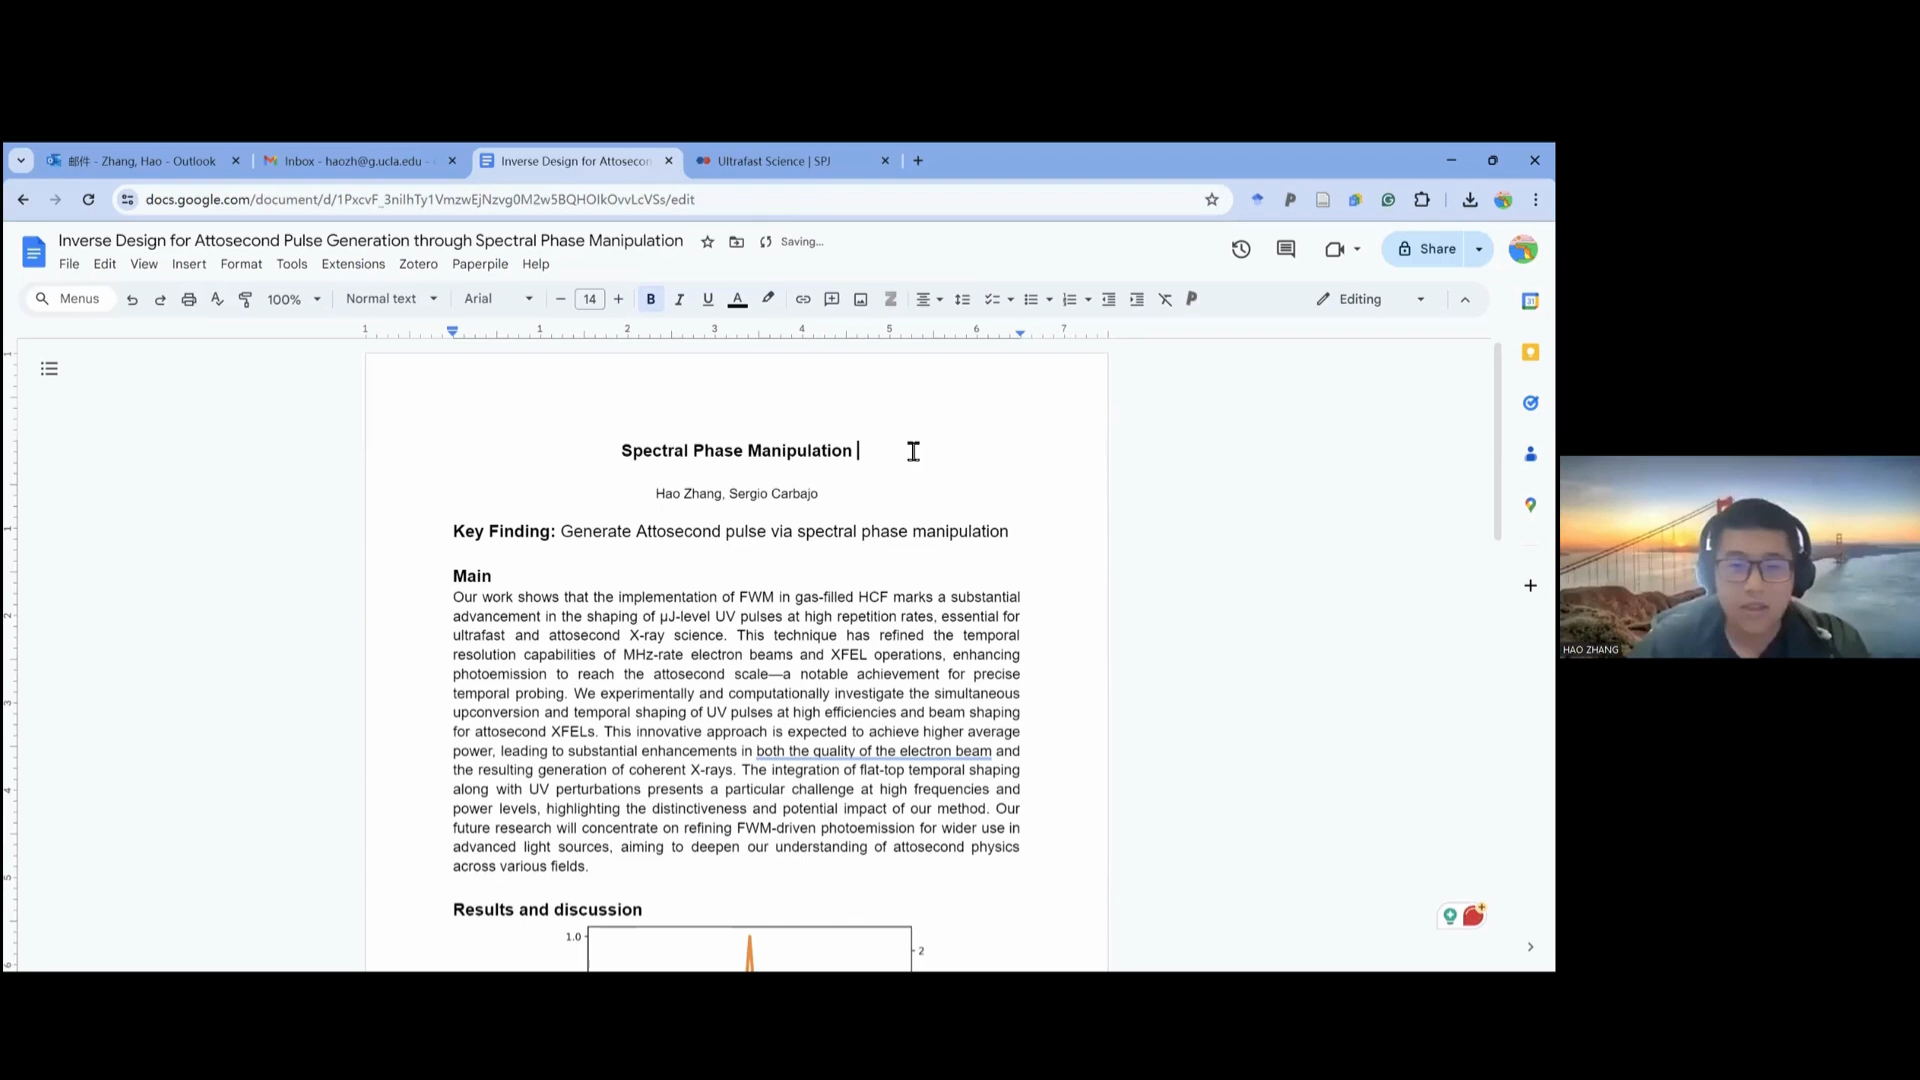 邮件 - Zhang, Hao - Outlook
Inbox - haozh@g.ucla.edu -
Inverse Design for Attosecon
Ultrafast Science | SPJ
docs.google.com/document/d/1PxcvF_3nilhTy1VmzwEjNzvg0M2w5BQHOIkOvvLcVSs/edit
Inverse Design for Attosecond Pulse Generation through Spectral Phase Manipulation
Saving...
Share
File Edit View Insert Format Tools Extensions Zotero Paperpile Help
Menus 100% Normal text Arial 14 B I U A Editing
1 1 2 3 4 5 6 7
Spectral Phase Manipulation
Hao Zhang, Sergio Carbajo
Key Finding: Generate Attosecond pulse via spectral phase manipulation
Main
Our work shows that the implementation of FWM in gas-filled HCF marks a substantial
advancement in the shaping of µJ-level UV pulses at high repetition rates, essential for
ultrafast and attosecond X-ray science. This technique has refined the temporal
resolution capabilities of MHz-rate electron beams and XFEL operations, enhancing
photoemission to reach the attosecond scale—a notable achievement for precise
temporal probing. We experimentally and computationally investigate the simultaneous
upconversion and temporal shaping of UV pulses at high efficiencies and beam shaping
for attosecond XFELs. This innovative approach is expected to achieve higher average
power, leading to substantial enhancements in both the quality of the electron beam and
the resulting generation of coherent X-rays. The integration of flat-top temporal shaping
along with UV perturbations presents a particular challenge at high frequencies and
power levels, highlighting the distinctiveness and potential impact of our method. Our
future research will concentrate on refining FWM-driven photoemission for wider use in
advanced light sources, aiming to deepen our understanding of attosecond physics
across various fields.
Results and discussion
1.0
2
HAO ZHANG